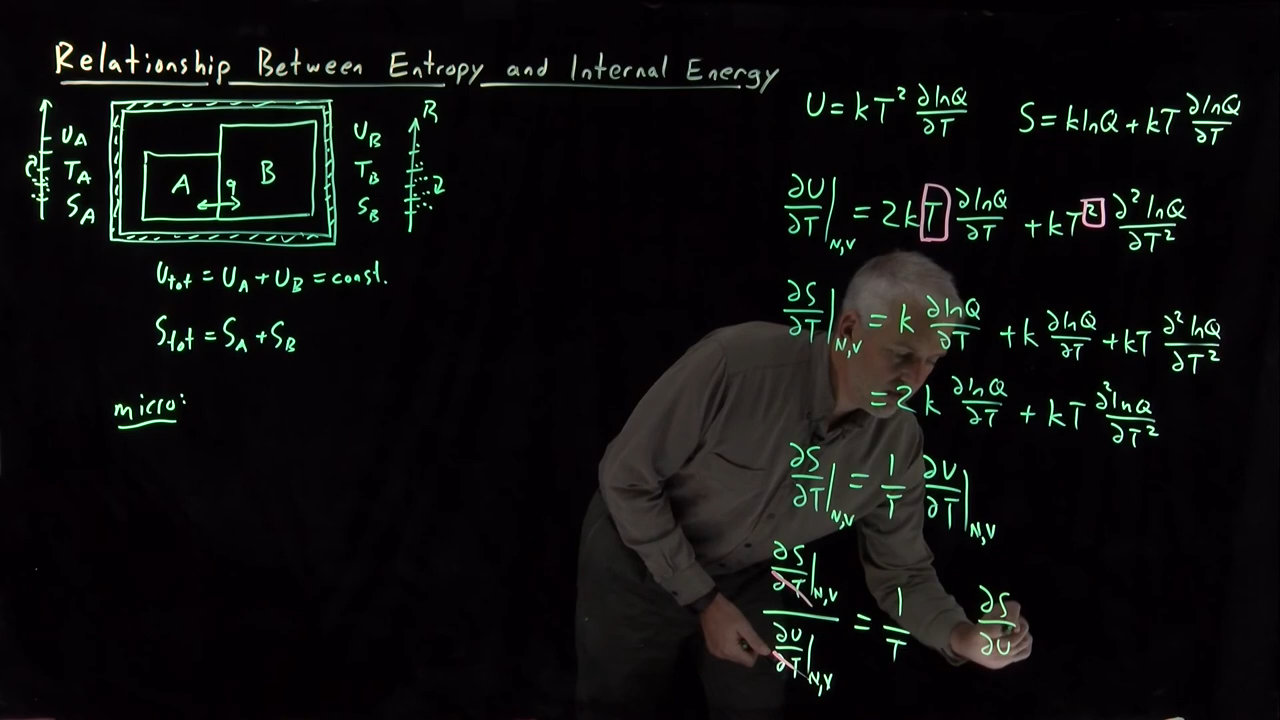 Relationship Between Entropy and Internal Energy
U_A
T_A
S_A
A
q
B
U_B
T_B
S_B
R
U_tot = U_A + U_B = const.
S_tot = S_A + S_B
micro:
U = kT² ∂lnQ/∂T
S = klnQ + kT ∂lnQ/∂T
∂U/∂T|_N,V = 2kT ∂lnQ/∂T + kT² ∂²lnQ/∂T²
∂S/∂T|_N,V = k ∂lnQ/∂T + k ∂lnQ/∂T + kT ∂²lnQ/∂T²
= 2k ∂lnQ/∂T + kT ∂²lnQ/∂T²
∂S/∂T|_N,V = 1/T ∂U/∂T|_N,V
∂S/∂T|_N,V / ∂U/∂T|_N,V = 1/T
∂S/∂U